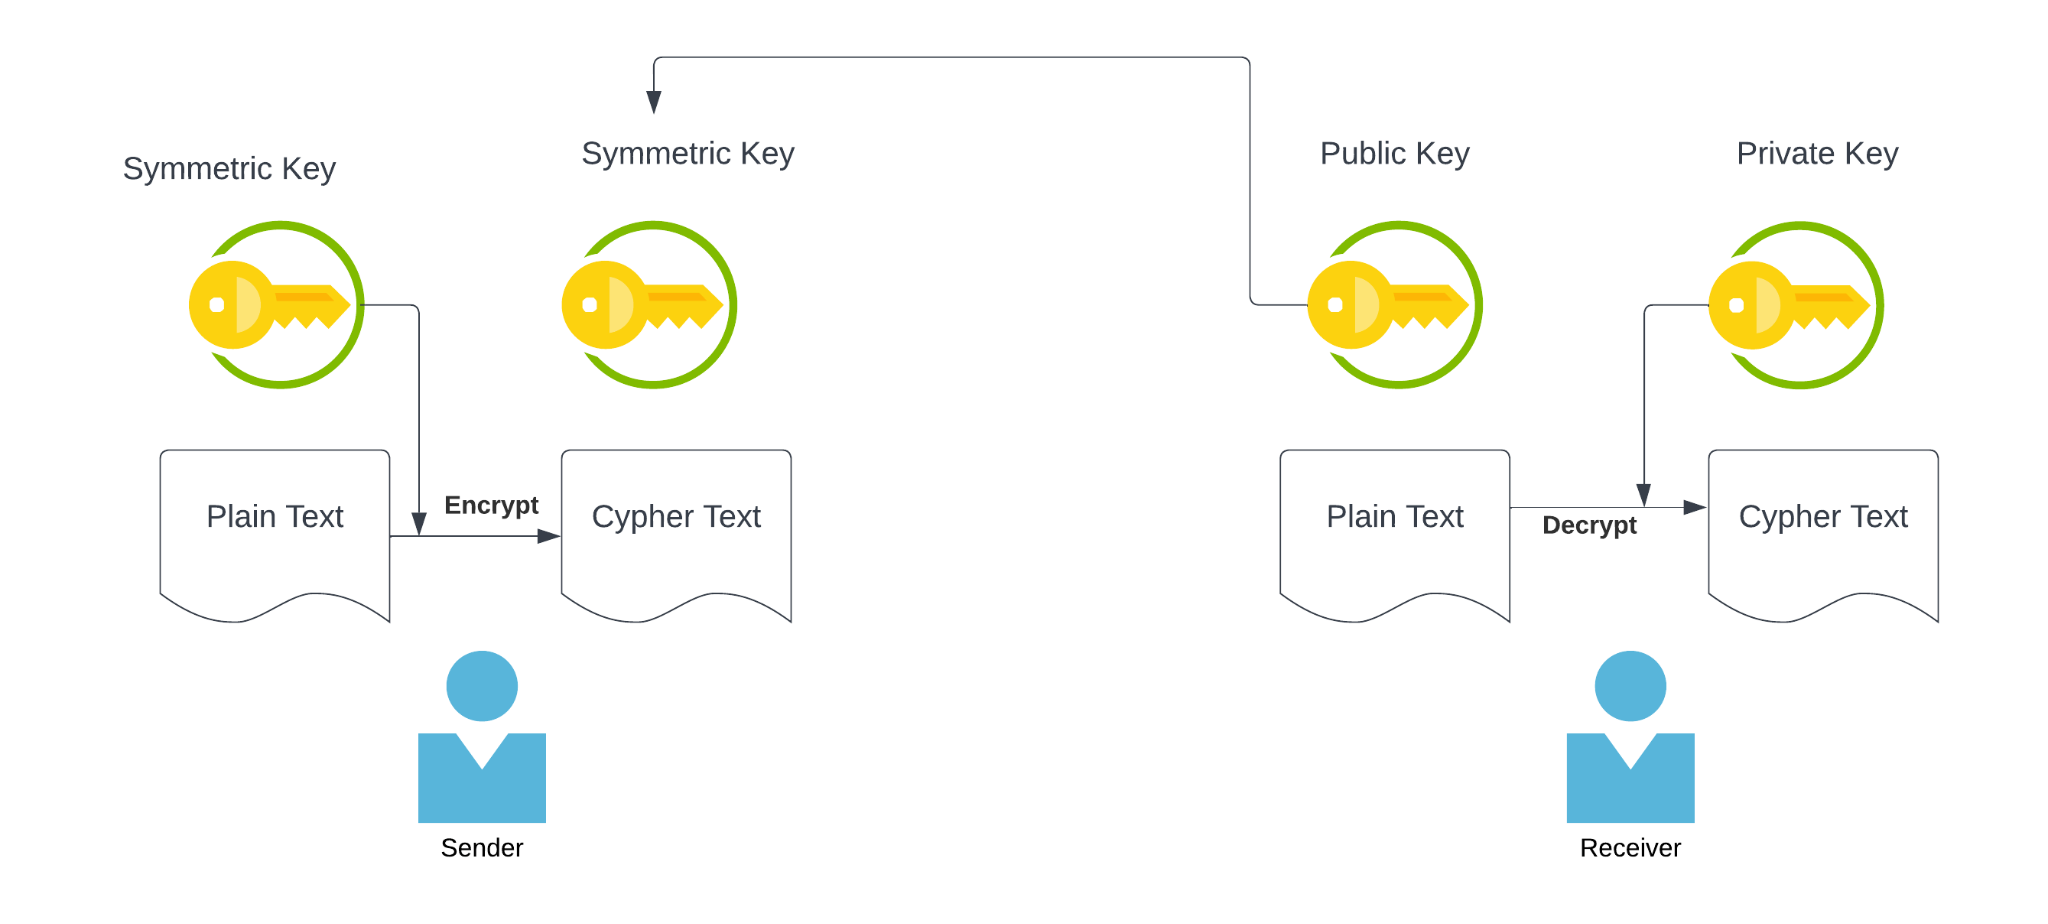 Symmetric Key
Symmetric Key
Public Key
Private Key
Plain Text
Encrypt
Cypher Text
Plain Text
Decrypt
Cypher Text
Sender
Receiver